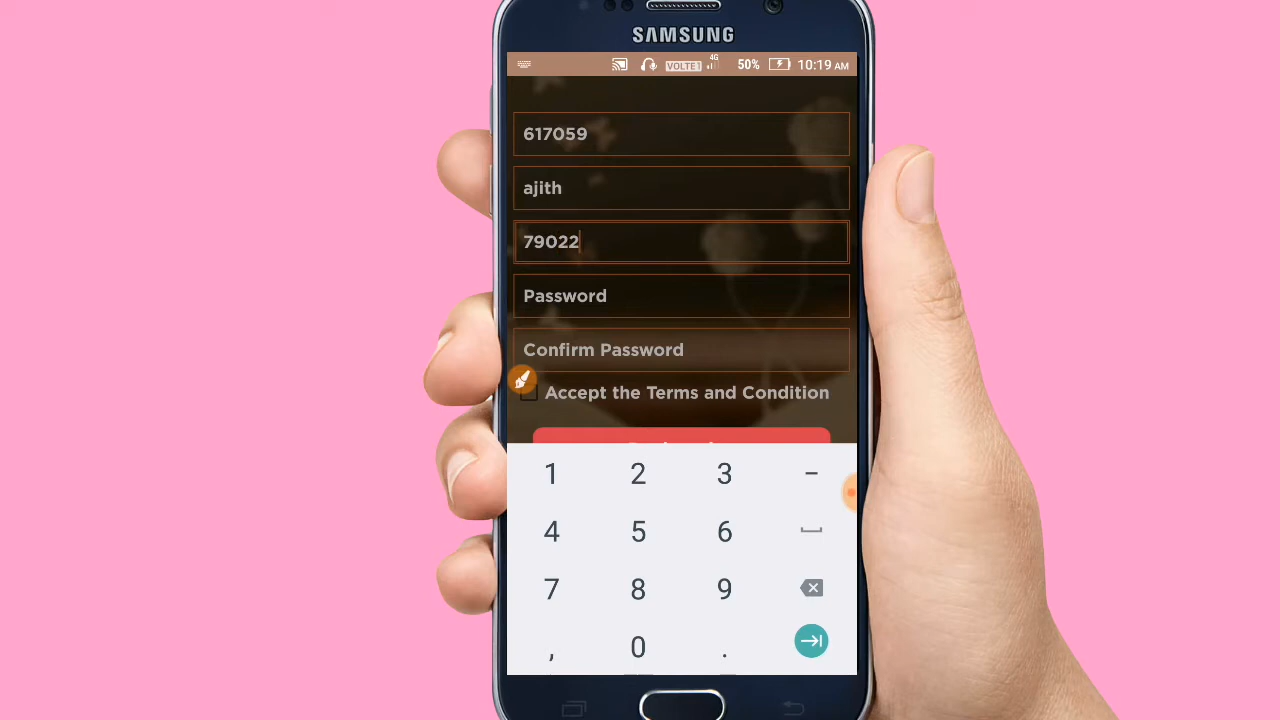 SAMSUNG
VOLTE1 4G 50% 10:19 AM
617059
ajith
79022
Password
Confirm Password
Accept the Terms and Condition
1 2 3 -
4 5 6
7 8 9
, 0 .